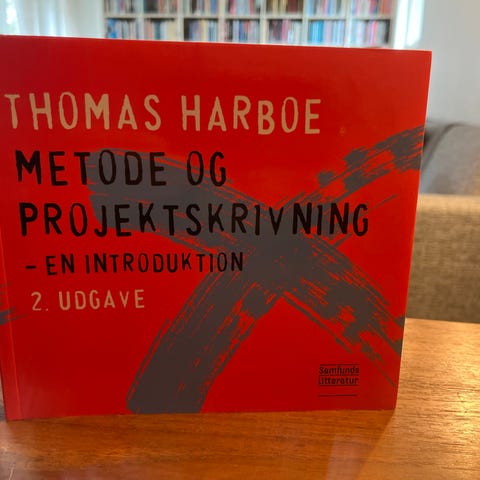 THOMAS HARBOE
METODE OG
PROJEKTSKRIVNING
- EN INTRODUKTION
2. UDGAVE
Samfunds
litteratur